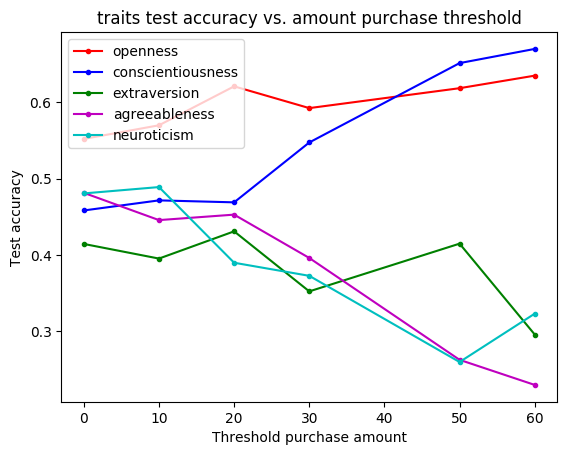 traits test accuracy vs. amount purchase threshold
openness
conscientiousness
extraversion
agreeableness
neuroticism
Test accuracy
0.6
0.5
0.4
0.3
0 10 20 30 40 50 60
Threshold purchase amount